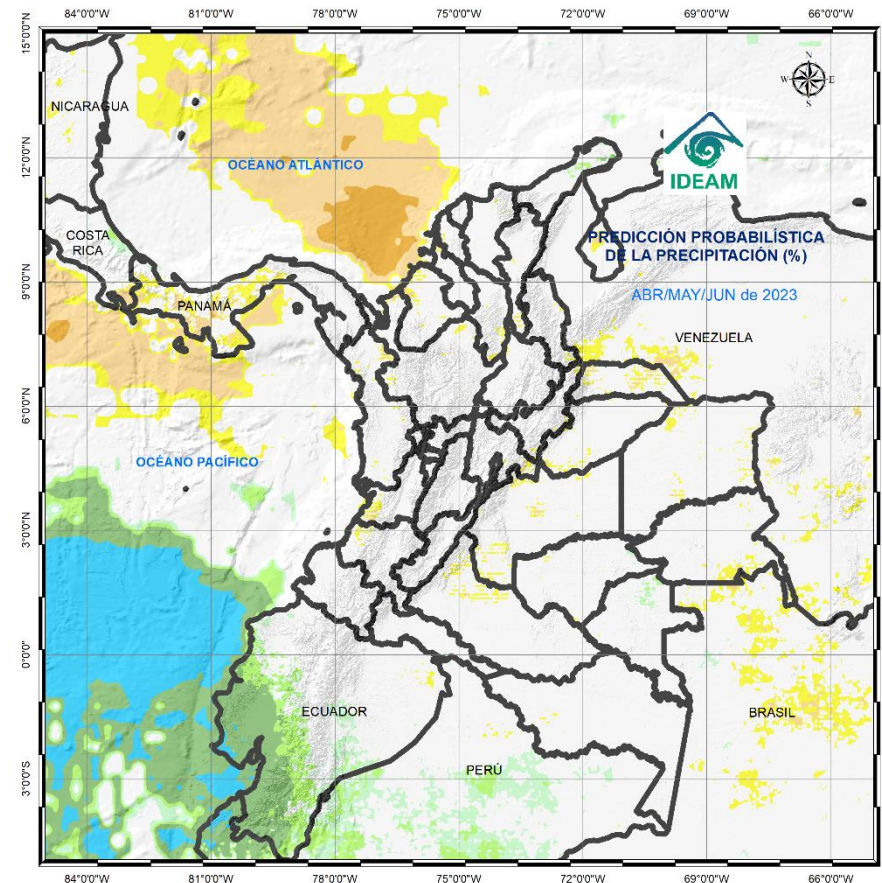 84°0'0"W 81°0'0"W 78°0'0"W 75°0'0"W 72°0'0"W 69°0'0"W 66°0'0"W
15°0'0"N
N
W E
S
NICARAGUA
12°0'0"N
OCÉANO ATLÁNTICO
IDEAM
COSTA
RICA
PREDICCIÓN PROBABILÍSTICA
DE LA PRECIPITACIÓN (%)
9°0'0"N
ABR/MAY/JUN de 2023
PANAMÁ
VENEZUELA
6°0'0"N
OCÉANO PACÍFICO
3°0'0"N
0°0'0"
ECUADOR
BRASIL
PERÚ
3°0'0"S
84°0'0"W 81°0'0"W 78°0'0"W 75°0'0"W 72°0'0"W 69°0'0"W 66°0'0"W